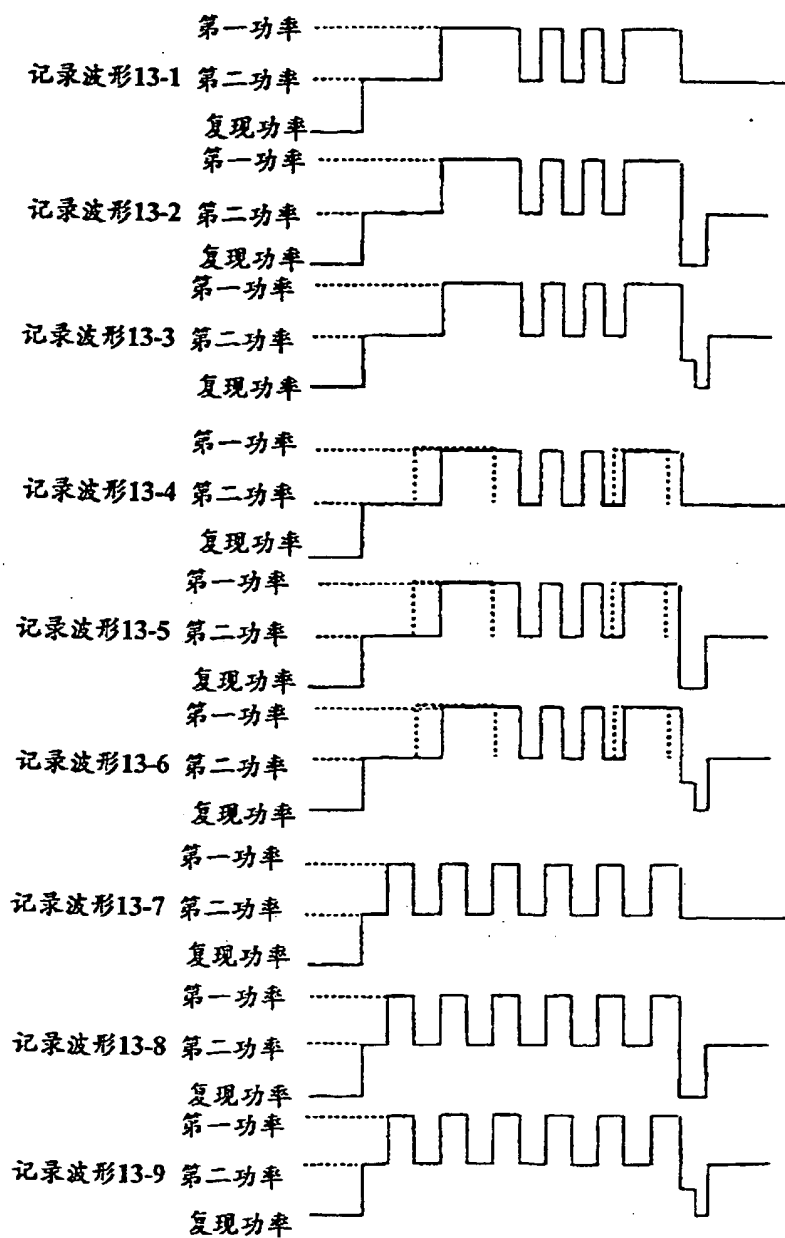 第一功率
记录波形13-1 第二功率
复现功率
第一功率
记录波形13-2 第二功率
复现功率
第一功率
记录波形13-3 第二功率
复现功率
第一功率
记录波形13-4 第二功率
复现功率
第一功率
记录波形13-5 第二功率
复现功率
第一功率
记录波形13-6 第二功率
复现功率
第一功率
记录波形13-7 第二功率
复现功率
第一功率
记录波形13-8 第二功率
复现功率
第一功率
记录波形13-9 第二功率
复现功率